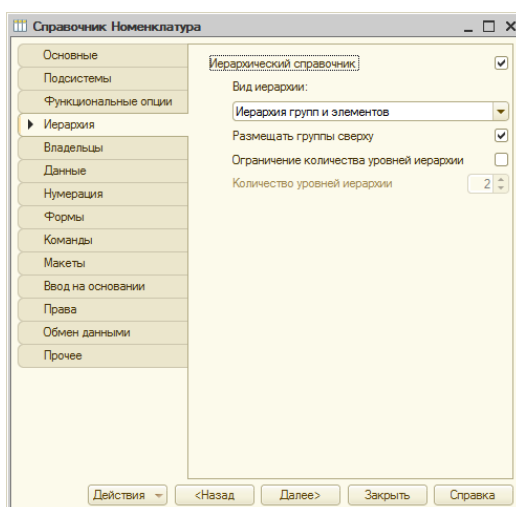 Справочник Номенклатура
Основные
Подсистемы
Функциональные опции
Иерархия
Владельцы
Данные
Нумерация
Формы
Команды
Макеты
Ввод на основании
Права
Обмен данными
Прочее
Иерархический справочник
Вид иерархии:
Иерархия групп и элементов
Размещать группы сверху
Ограничение количества уровней иерархии
Количество уровней иерархии 2
Действия <Назад Далее> Закрыть Справка